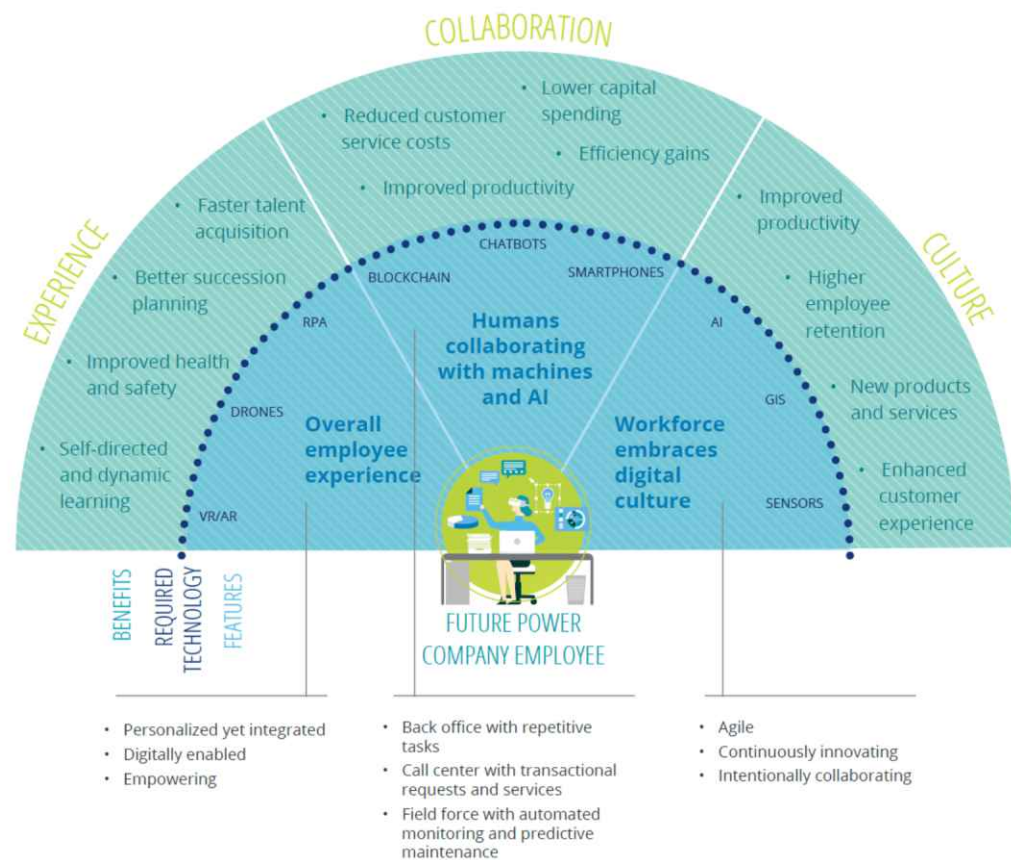 COLLABORATION
EXPERIENCE
CULTURE
• Self-directed
and dynamic
learning
• Improved health
and safety
• Better succession
planning
• Faster talent
acquisition
• Reduced customer
service costs
• Lower capital
spending
• Efficiency gains
• Improved productivity
• Improved
productivity
• Higher
employee
retention
• New products
and services
• Enhanced
customer
experience
VR/AR
DRONES
RPA
BLOCKCHAIN
CHATBOTS
SMARTPHONES
AI
GIS
SENSORS
Overall
employee
experience
Humans
collaborating
with machines
and AI
Workforce
embraces
digital
culture
BENEFITS
REQUIRED
TECHNOLOGY
FEATURES
FUTURE POWER
COMPANY EMPLOYEE
• Personalized yet integrated
• Digitally enabled
• Empowering
• Back office with repetitive
tasks
• Call center with transactional
requests and services
• Field force with automated
monitoring and predictive
maintenance
• Agile
• Continuously innovating
• Intentionally collaborating